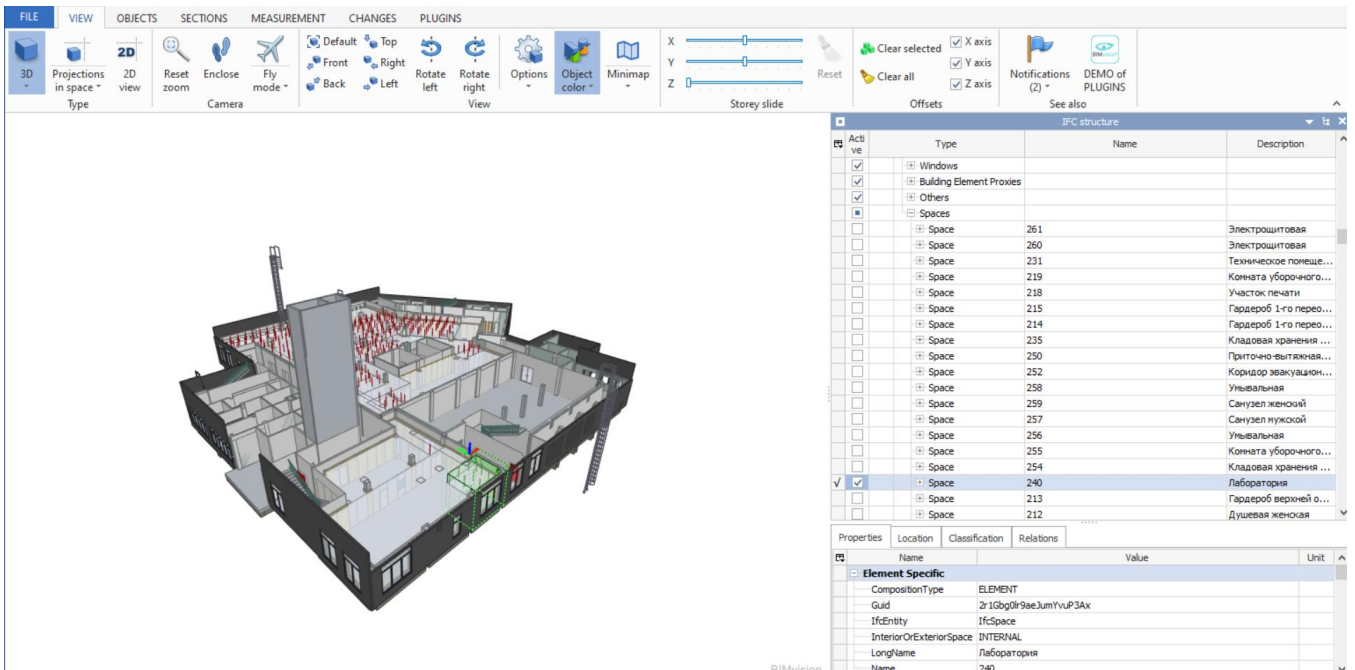 FILE VIEW OBJECTS SECTIONS MEASUREMENT CHANGES PLUGINS
3D
Projections in space
2D
2D view
Type
Reset zoom
Enclose
Fly mode
Camera
Default Top
Front Right
Back Left
Rotate left
Rotate right
Options
Object color
Minimap
View
X
Y
Z
Reset
Storey slide
Clear selected
Clear all
X axis
Y axis
Z axis
Offsets
Notifications (2)
DEMO of PLUGINS
See also
IFC structure
Active Type Name Description
Windows
Building Element Proxies
Others
Spaces
Space 261 Электрощитовая
Space 260 Электрощитовая
Space 231 Техническое помеще...
Space 219 Комната уборочного...
Space 218 Участок печати
Space 215 Гардероб 1-го перео...
Space 214 Гардероб 1-го перео...
Space 235 Кладовая хранения ...
Space 250 Приточно-вытяжная...
Space 252 Коридор эвакуацион...
Space 258 Умывальная
Space 259 Санузел женский
Space 257 Санузел мужской
Space 256 Умывальная
Space 255 Комната уборочного...
Space 254 Кладовая хранения ...
Space 240 Лаборатория
Space 213 Гардероб верхней о...
Space 212 Душевая женская
Properties Location Classification Relations
Name Value Unit
Element Specific
CompositionType ELEMENT
Guid 2r1Gbg0lr9aeJumYvuP3Ax
IfcEntity IfcSpace
InteriorOrExteriorSpace INTERNAL
LongName Лаборатория
Name 240
BIMvision